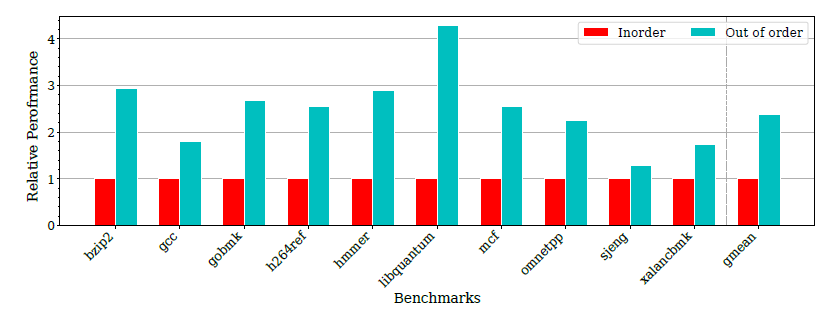 Inorder
Out of order
4
3
2
1
0
Relative Perofrmance
bzip2
gcc
gobmk
h264ref
hmmer
libquantum
mcf
omnetpp
sjeng
xalancbmk
gmean
Benchmarks